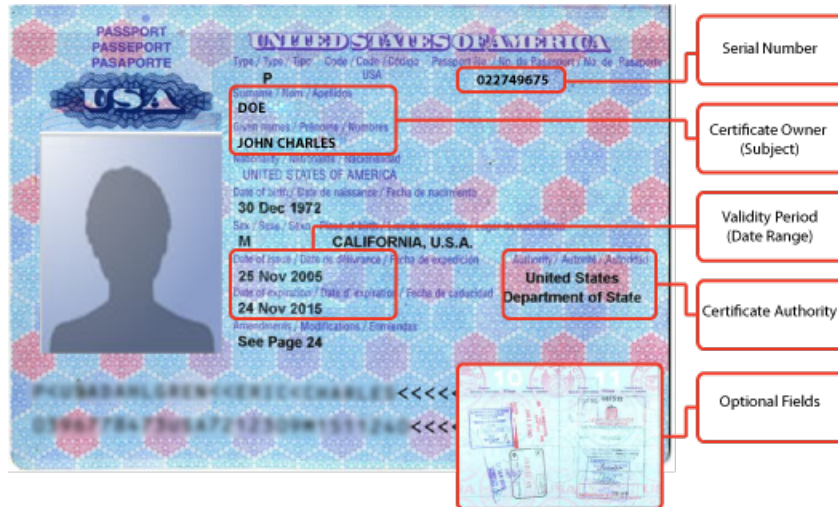 PASSPORT
PASSEPORT
PASAPORTE
USA
UNITED STATES OF AMERICA
Type / Type / Tipo Code / Code / Código Passport No. / No. de Passeport / No. de Pasaporte
P USA 022749675
Surname / Nom / Apellidos
DOE
Given names / Prénoms / Nombres
JOHN CHARLES
Nationality / Nationalité / Nacionalidad
UNITED STATES OF AMERICA
Date of birth / Date de naissance / Fecha de nacimiento
30 Dec 1972
Sex / Sexe / Sexo Place of birth / Lieu de naissance / Lugar de nacimiento
M CALIFORNIA, U.S.A.
Date of issue / Date de délivrance / Fecha de expedición Authority / Autorité / Autoridad
25 Nov 2005 United States
Date of expiration / Date d' expiration / Fecha de caducidad Department of State
24 Nov 2015
Amendments / Modifications / Enmiendas
See Page 24
<<<<
<<<<
10 11
Serial Number
Certificate Owner
(Subject)
Validity Period
(Date Range)
Certificate Authority
Optional Fields